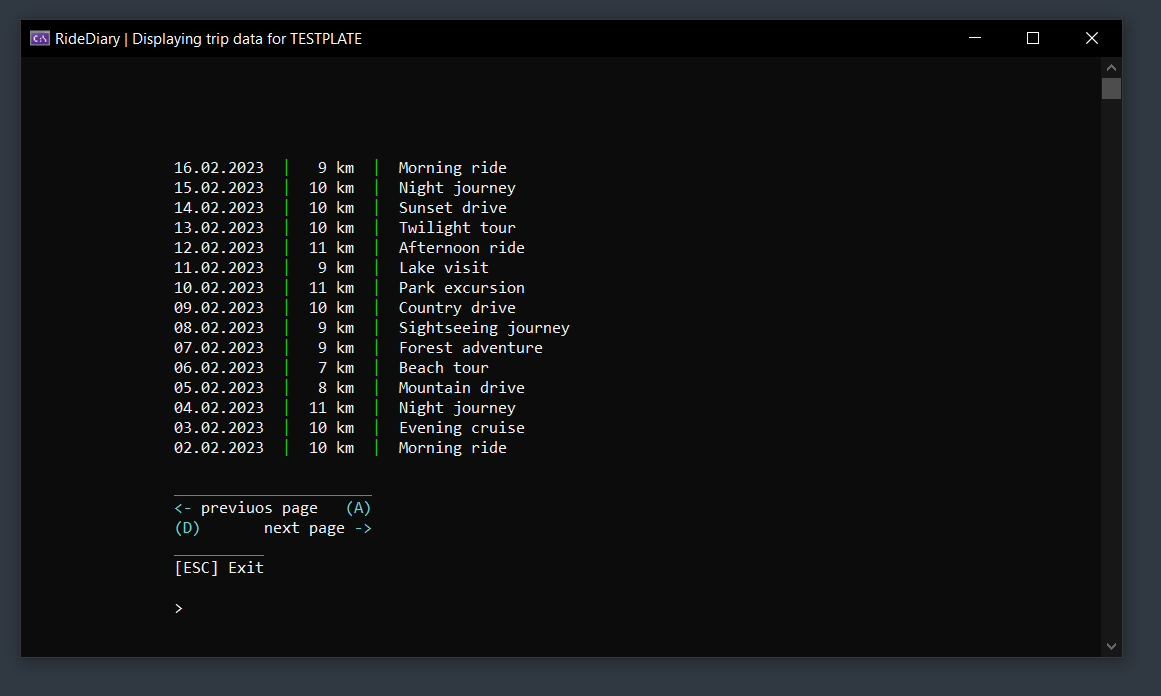 C:\ RideDiary | Displaying trip data for TESTPLATE
16.02.2023 | 9 km | Morning ride
15.02.2023 | 10 km | Night journey
14.02.2023 | 10 km | Sunset drive
13.02.2023 | 10 km | Twilight tour
12.02.2023 | 11 km | Afternoon ride
11.02.2023 | 9 km | Lake visit
10.02.2023 | 11 km | Park excursion
09.02.2023 | 10 km | Country drive
08.02.2023 | 9 km | Sightseeing journey
07.02.2023 | 9 km | Forest adventure
06.02.2023 | 7 km | Beach tour
05.02.2023 | 8 km | Mountain drive
04.02.2023 | 11 km | Night journey
03.02.2023 | 10 km | Evening cruise
02.02.2023 | 10 km | Morning ride
<- previuos page (A)
(D) next page ->
[ESC] Exit
>